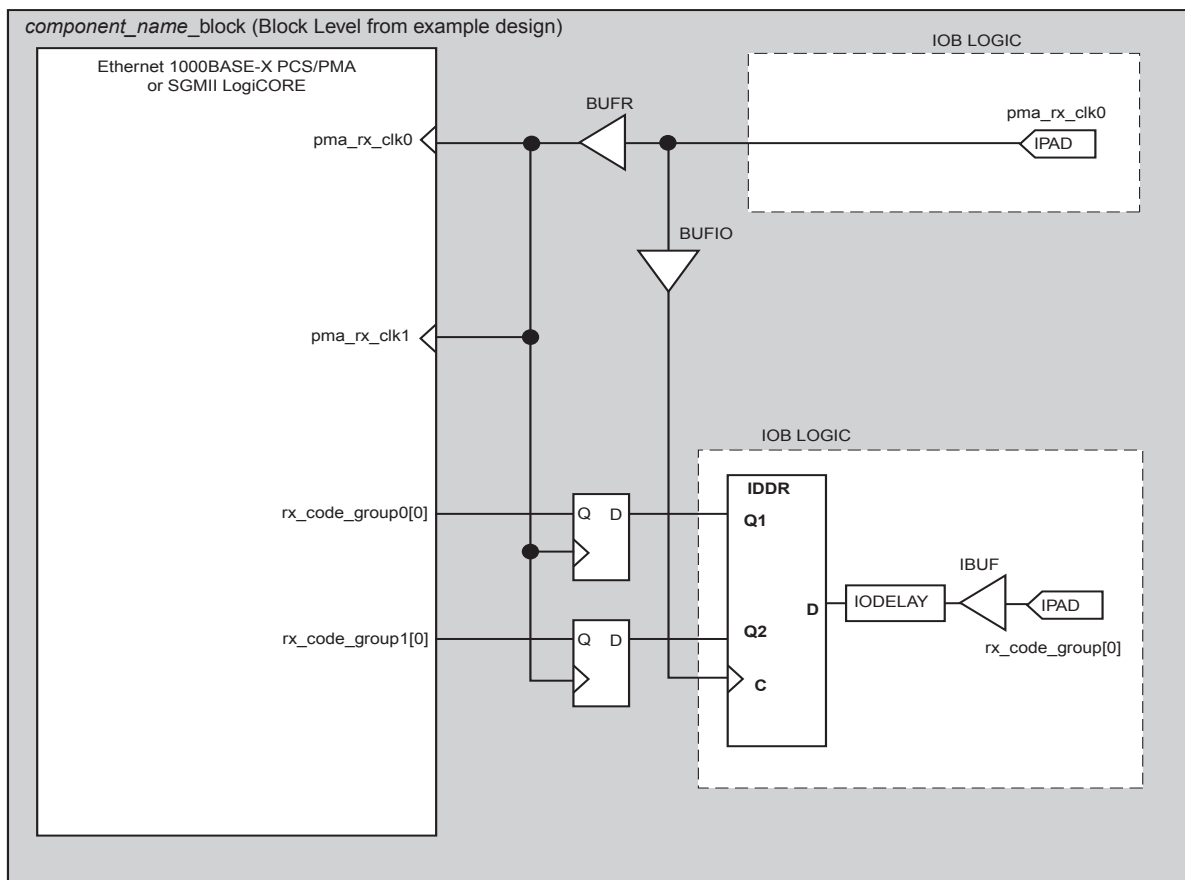 component_name_block (Block Level from example design)
Ethernet 1000BASE-X PCS/PMA
or SGMII LogiCORE
IOB LOGIC
BUFR
pma_rx_clk0
pma_rx_clk0
IPAD
BUFIO
pma_rx_clk1
IOB LOGIC
IDDR
rx_code_group0[0]
Q D
Q1
IBUF
IODELAY
IPAD
D
rx_code_group1[0]
Q D
Q2
rx_code_group[0]
C